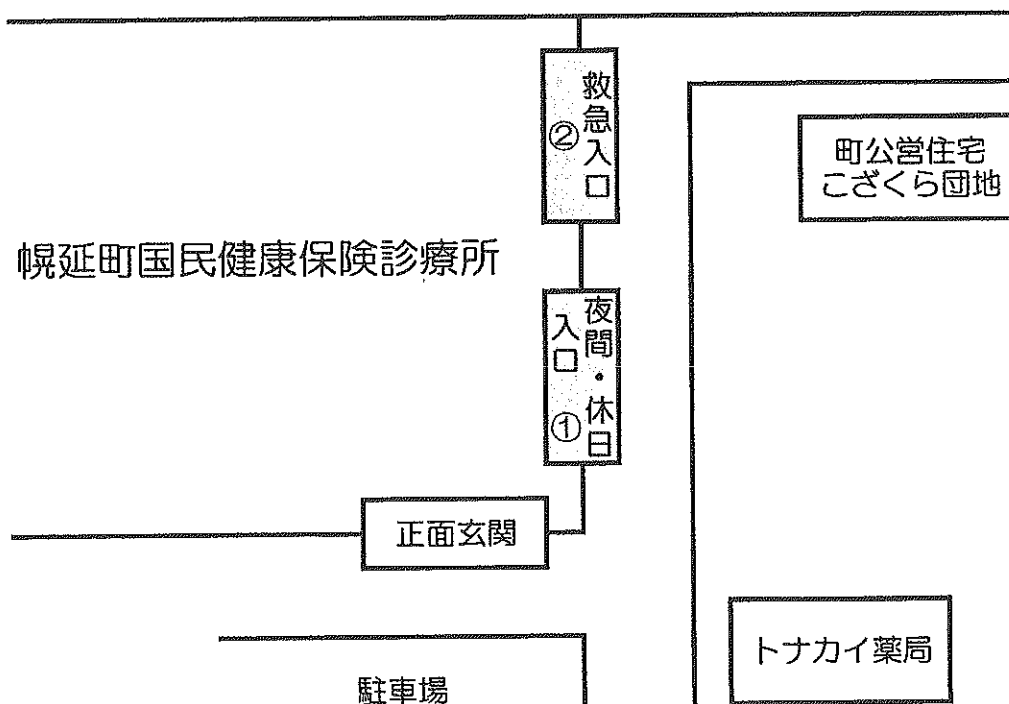 救急入口
②
町公営住宅
こざくら団地
幌延町国民健康保険診療所
夜間・休日
入口 ①
正面玄関
トナカイ薬局
駐車場